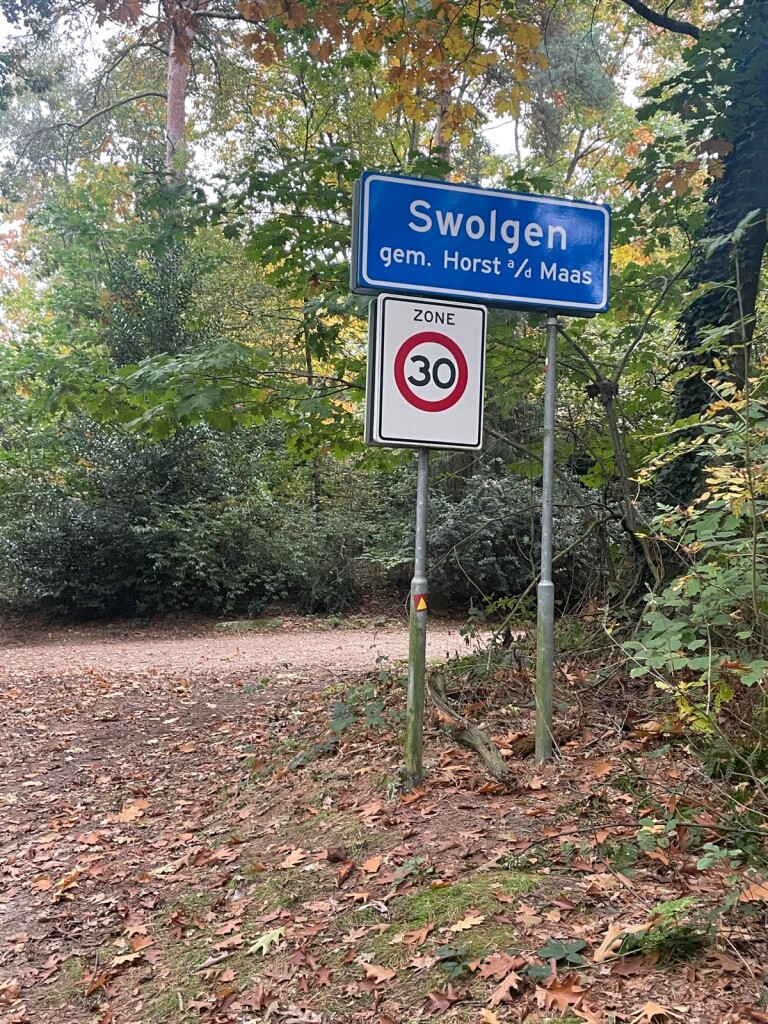 Swolgen
gem. Horst a/d Maas
ZONE
30